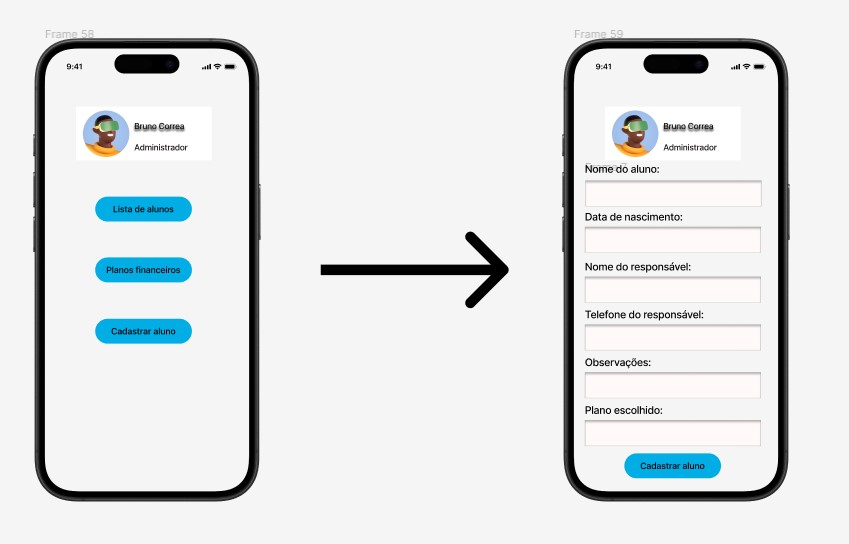 Frame 58
9:41
Bruno Correa
Administrador
Lista de alunos
Planos financeiros
Cadastrar aluno
Frame 59
9:41
Bruno Correa
Administrador
Nome do aluno:
Data de nascimento:
Nome do responsável:
Telefone do responsável:
Observações:
Plano escolhido:
Cadastrar aluno